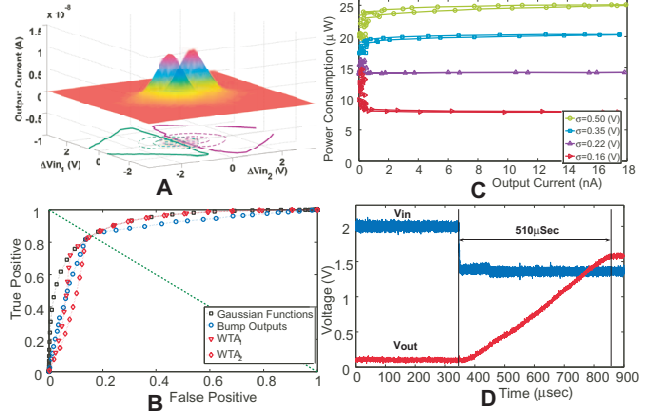 x 10⁻⁸
1.5
1
0.5
0
-0.5
-1
Output Current (A)
2
0
-2
ΔVin₁ (V)
-2
0
2
ΔVin₂ (V)
A
25
20
15
10
5
0
Power Consumption (μW)
σ=0.50 (V)
σ=0.35 (V)
σ=0.22 (V)
σ=0.16 (V)
0 2 4 6 8 10 12 14 16 18
Output Current (nA)
C
1
0.8
0.6
0.4
0.2
0
True Positive
Gaussian Functions
Bump Outputs
WTA₁
WTA₂
0 0.2 0.4 0.6 0.8 1
False Positive
B
2
1.5
1
0.5
0
Voltage (V)
Vin
510μSec
Vout
0 100 200 300 400 500 600 700 800 900
Time (μsec)
D